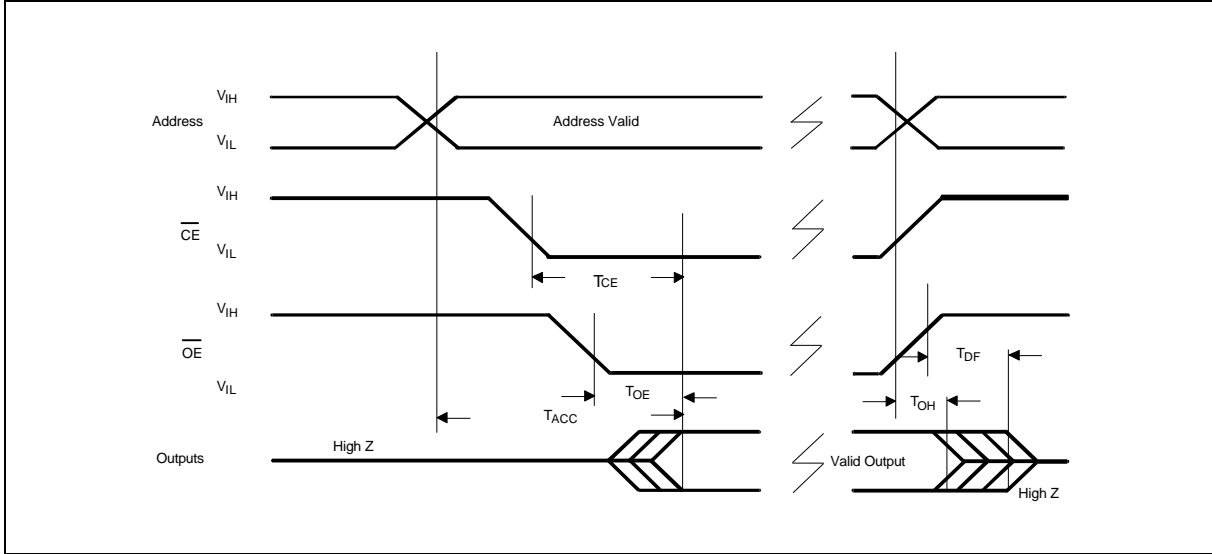 VIH
Address
Address Valid
VIL
VIH
CE
VIL
TCE
VIH
OE
TDF
VIL
TOE
TOH
TACC
High Z
Outputs
Valid Output
High Z